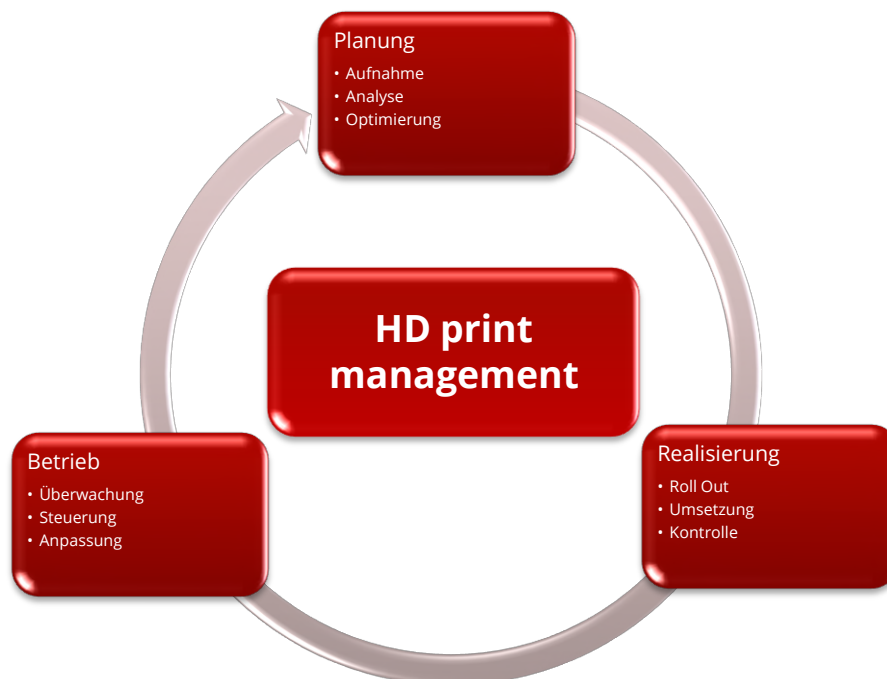 Planung
• Aufnahme
• Analyse
• Optimierung
HD print
management
Betrieb
• Überwachung
• Steuerung
• Anpassung
Realisierung
• Roll Out
• Umsetzung
• Kontrolle